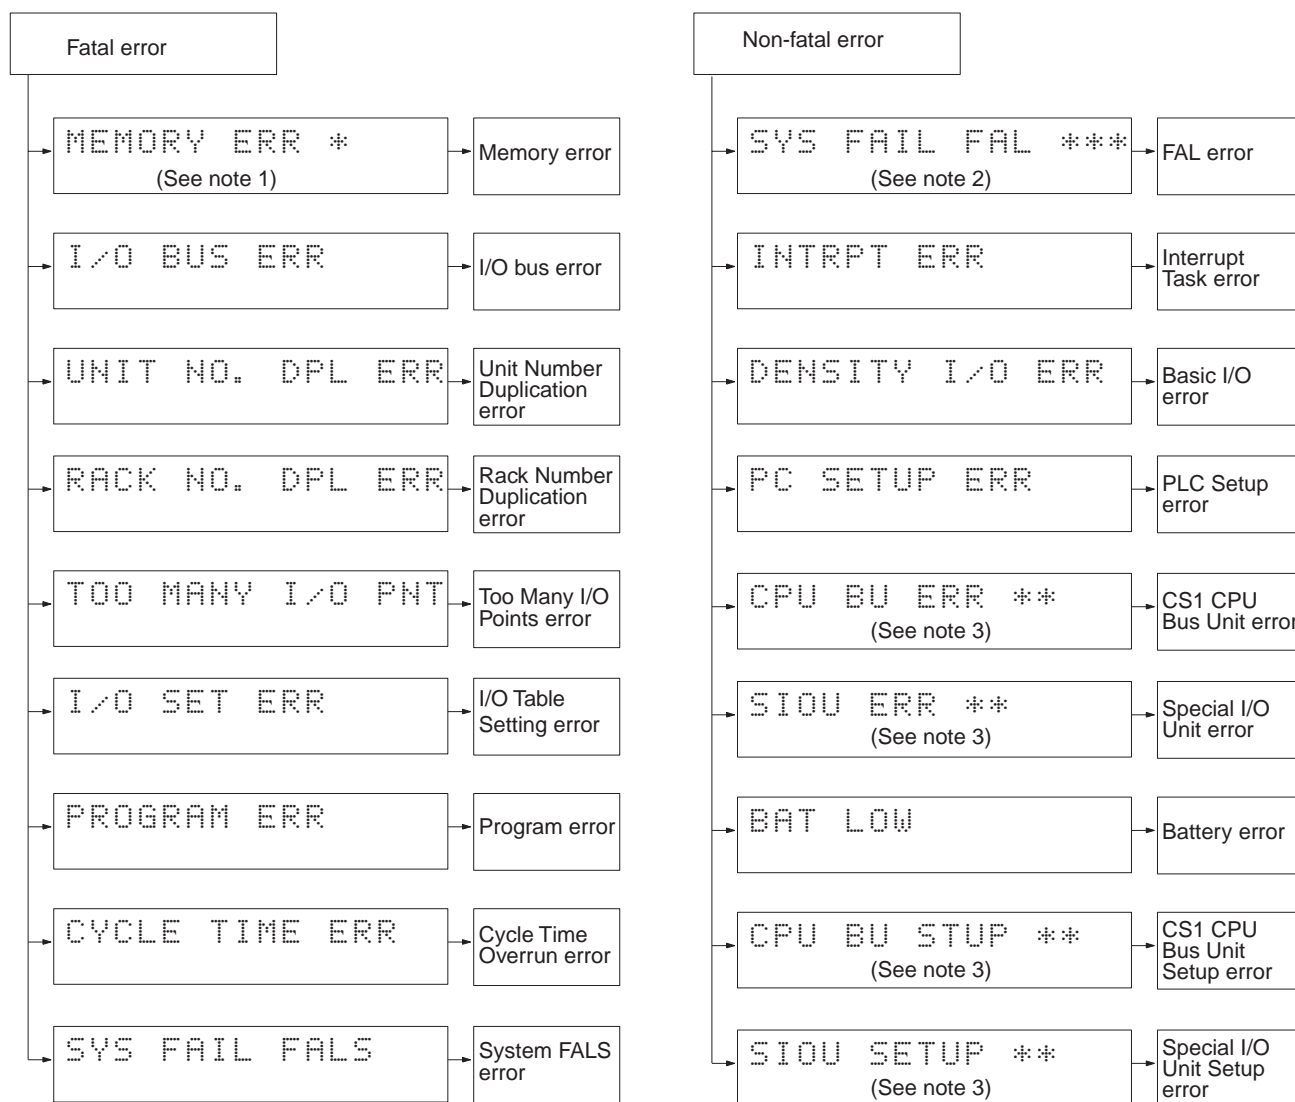 Fatal error
MEMORY ERR *
(See note 1)
Memory error
I/O BUS ERR
I/O bus error
UNIT NO. DPL ERR
Unit Number
Duplication
error
RACK NO. DPL ERR
Rack Number
Duplication
error
TOO MANY I/O PNT
Too Many I/O
Points error
I/O SET ERR
I/O Table
Setting error
PROGRAM ERR
Program error
CYCLE TIME ERR
Cycle Time
Overrun error
SYS FAIL FALS
System FALS
error
Non-fatal error
SYS FAIL FAL ***
(See note 2)
FAL error
INTRPT ERR
Interrupt
Task error
DENSITY I/O ERR
Basic I/O
error
PC SETUP ERR
PLC Setup
error
CPU BU ERR **
(See note 3)
CS1 CPU
Bus Unit error
SIOU ERR **
(See note 3)
Special I/O
Unit error
BAT LOW
Battery error
CPU BU STUP **
(See note 3)
CS1 CPU
Bus Unit
Setup error
SIOU SETUP **
(See note 3)
Special I/O
Unit Setup
error